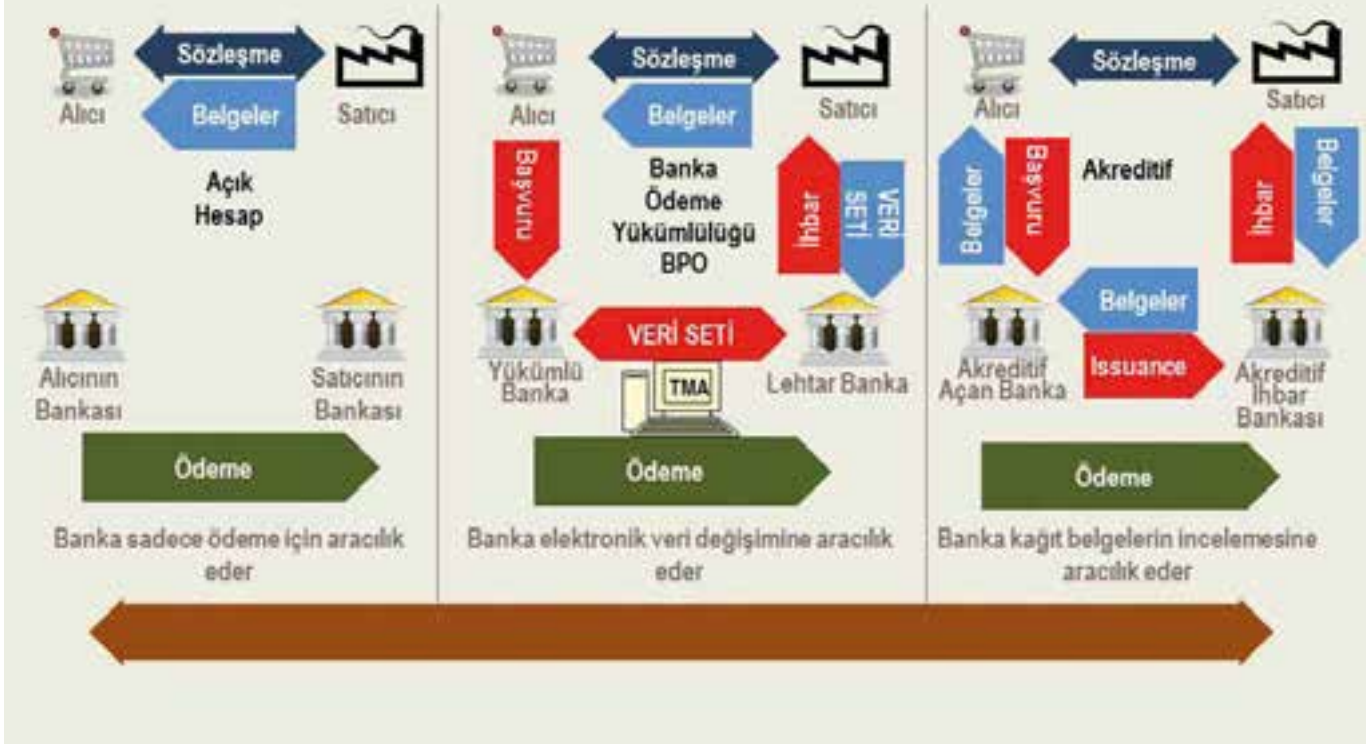 Sözleşme
Alıcı
Satıcı
Belgeler
Açık
Hesap
Alıcının
Bankası
Satıcının
Bankası
Ödeme
Banka sadece ödeme için aracılık
eder
Sözleşme
Alıcı
Satıcı
Belgeler
Başvuru
Banka
Ödeme
Yükümlülügü
BPO
İhbar
VERİ
SETİ
VERİ SETİ
Yükümlü
Banka
TMA
Lehtar Banka
Ödeme
Banka elektronik veri değişimine aracılık
eder
Sözleşme
Alıcı
Satıcı
Belgeler
Başvuru
Akreditif
İhbar
Belgeler
Belgeler
Issuance
Akreditif
Açan Banka
Akreditif
İhbar
Bankası
Ödeme
Banka kağıt belgelerin incelemesine
aracılık eder